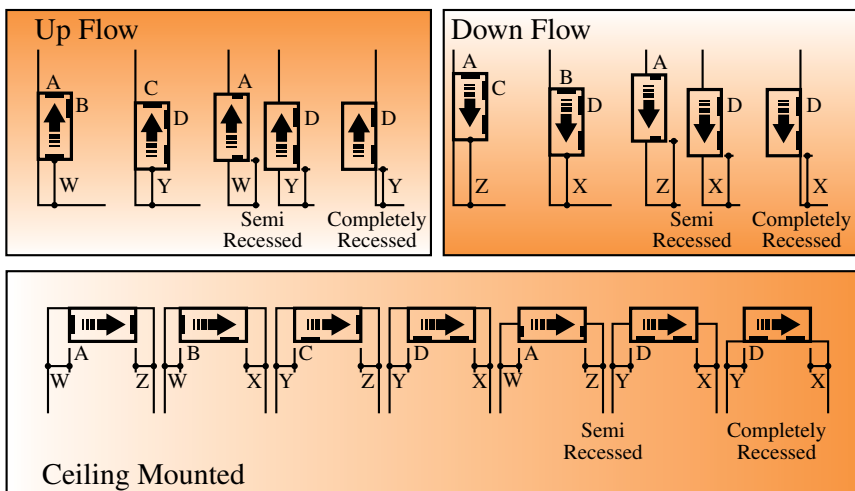 Up Flow
A
B
W
C
D
Y
A
W
D
Y
Semi
Recessed
D
Y
Completely
Recessed
Down Flow
A
C
Z
B
D
X
A
Z
D
X
Semi
Recessed
D
X
Completely
Recessed
A
W Z
B
W X
C
Y Z
D
Y X
A
W Z
D
Y X
Semi
Recessed
D
Y X
Completely
Recessed
Ceiling Mounted